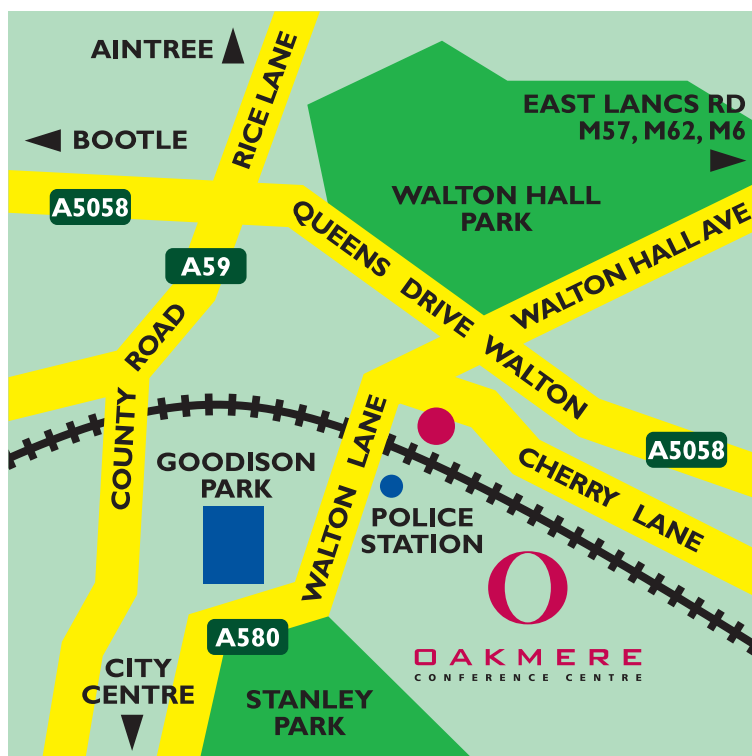 AINTREE
RICE LANE
BOOTLE
EAST LANCS RD
M57, M62, M6
A5058
WALTON HALL
PARK
QUEENS DRIVE WALTON
WALTON HALL AVE
A59
COUNTY ROAD
GOODISON
PARK
WALTON LANE
A5058
CHERRY LANE
POLICE
STATION
A580
OAKMERE
CONFERENCE CENTRE
CITY
CENTRE
STANLEY
PARK